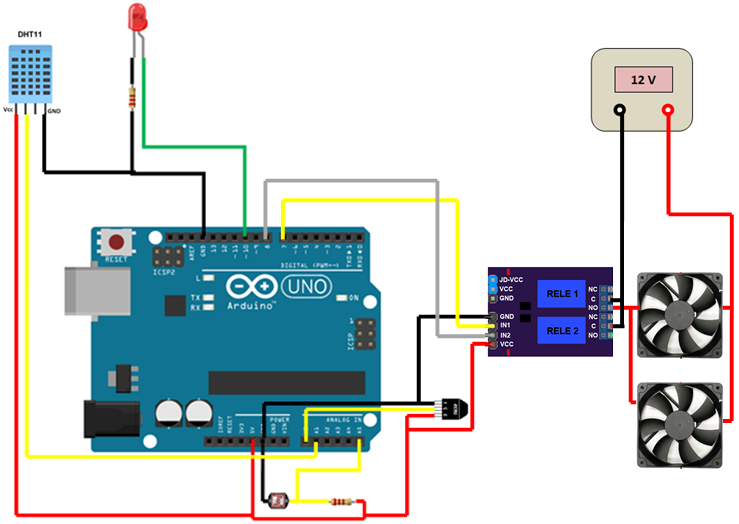 DHT11
Vcc
GND
12 V
RESET
ICSP2
AREF
GND
13
12
~11
~10
~9
8
7
~6
~5
~4
~3
2
TX▸1
RX◂0
DIGITAL (PWM~)
L
TX
RX
UNO
Arduino™
ON
ICSP
1
JD-VCC
VCC
GND
GND
IN1
IN2
VCC
RELE 1
RELE 2
NC
C
NO
NC
C
NO
POWER
ANALOG IN
IOREF
RESET
3V3
5V
GND
VIN
A1
A2
A3
A4
A5